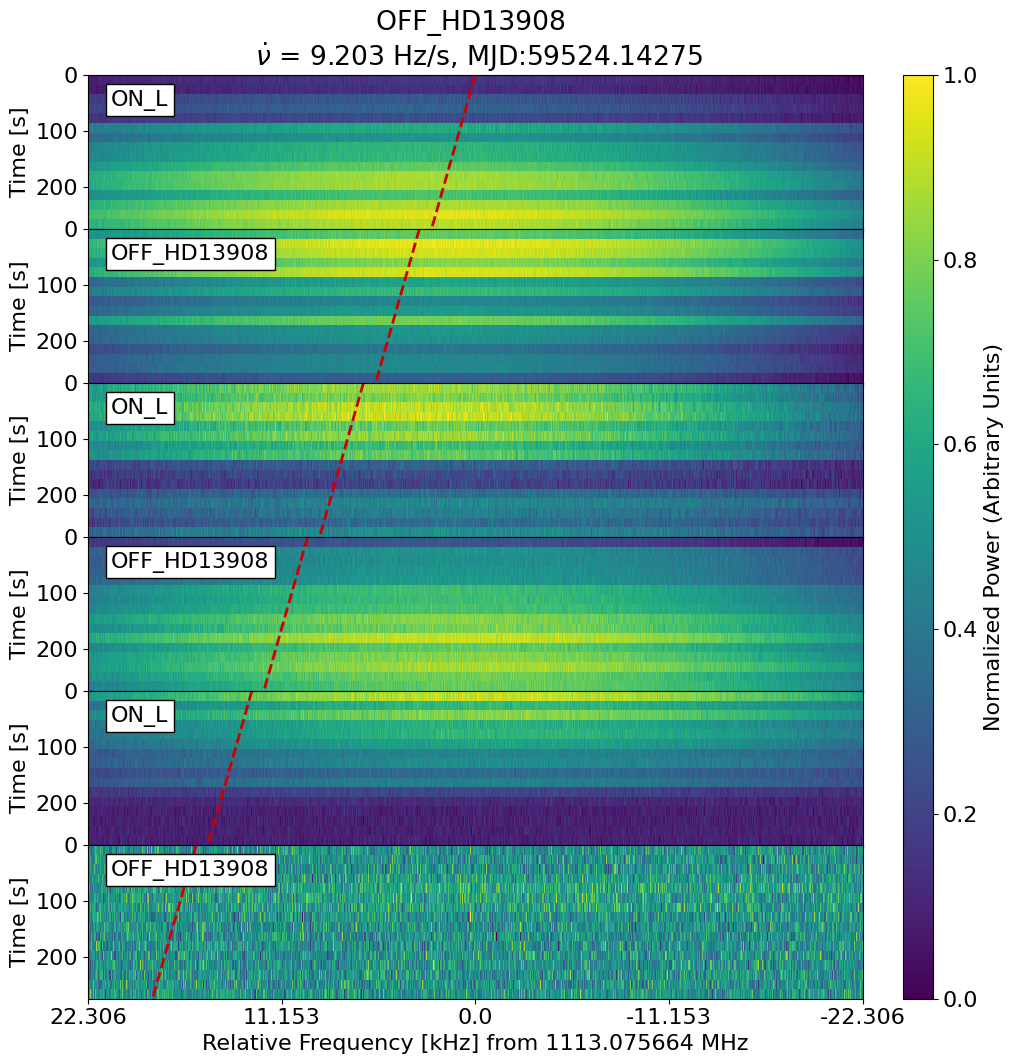 OFF_HD13908
ν̇ = 9.203 Hz/s, MJD:59524.14275
0
100
200
Time [s]
ON_L
0
100
200
Time [s]
OFF_HD13908
0
100
200
Time [s]
ON_L
0
100
200
Time [s]
OFF_HD13908
0
100
200
Time [s]
ON_L
0
100
200
Time [s]
OFF_HD13908
22.306 11.153 0.0 -11.153 -22.306
Relative Frequency [kHz] from 1113.075664 MHz
1.0
0.8
0.6
0.4
0.2
0.0
Normalized Power (Arbitrary Units)